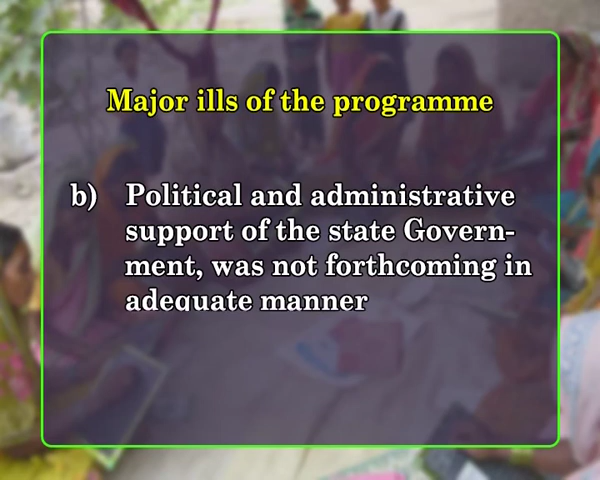 Major ills of the programme
b) Political and administrative
support of the state Govern-
ment, was not forthcoming in
adequate manner